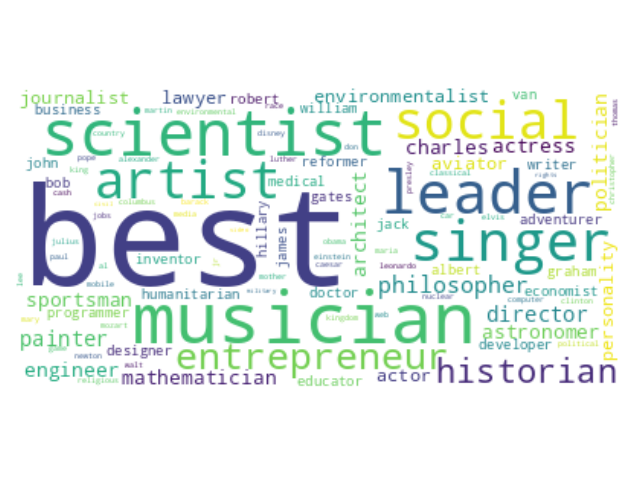 journalist lawyer robert environmentalist van
business race william
martin environmental
scientist social
country disney don charles actress
pope alexander luther reformer aviator writer
john king artist medical classical
bob cash gates presley leader rights
jobs columbus best architect jack elvis car adventurer
julius media hillary james singer
paul obama maria
al inventor einstein caesar leonardo albert graham
lee mobile mother philosopher economist
sportsman humanitarian military doctor nuclear computer clinton
mary programmer musician kingdom web director
mozart astronomer
painter designer entrepreneur developer political
newton walt
engineer mathematician educator actor historian
religious
politician
personality
thomas
christopher